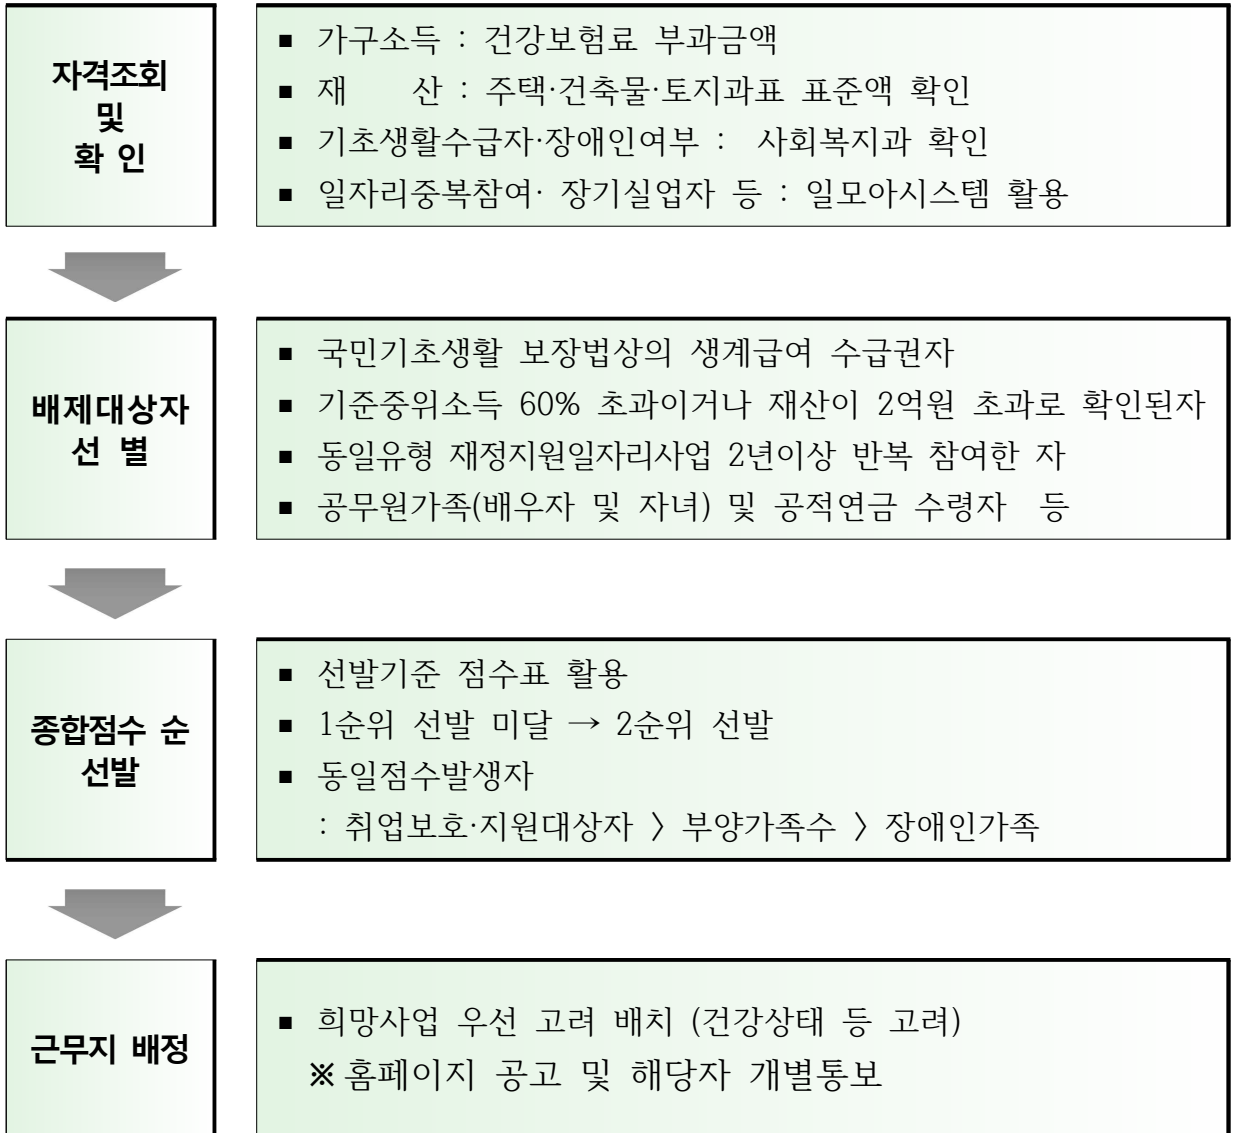 자격조회
및
확 인
▪ 가구소득 : 건강보험료 부과금액
▪ 재 산 : 주택·건축물·토지과표 표준액 확인
▪ 기초생활수급자·장애인여부 : 사회복지과 확인
▪ 일자리중복참여· 장기실업자 등 : 일모아시스템 활용
배제대상자
선 별
▪ 국민기초생활 보장법상의 생계급여 수급권자
▪ 기준중위소득 60% 초과이거나 재산이 2억원 초과로 확인된자
▪ 동일유형 재정지원일자리사업 2년이상 반복 참여한 자
▪ 공무원가족(배우자 및 자녀) 및 공적연금 수령자 등
종합점수 순
선발
▪ 선발기준 점수표 활용
▪ 1순위 선발 미달 → 2순위 선발
▪ 동일점수발생자
: 취업보호·지원대상자 〉 부양가족수 〉 장애인가족
근무지 배정
▪ 희망사업 우선 고려 배치 (건강상태 등 고려)
※ 홈페이지 공고 및 해당자 개별통보